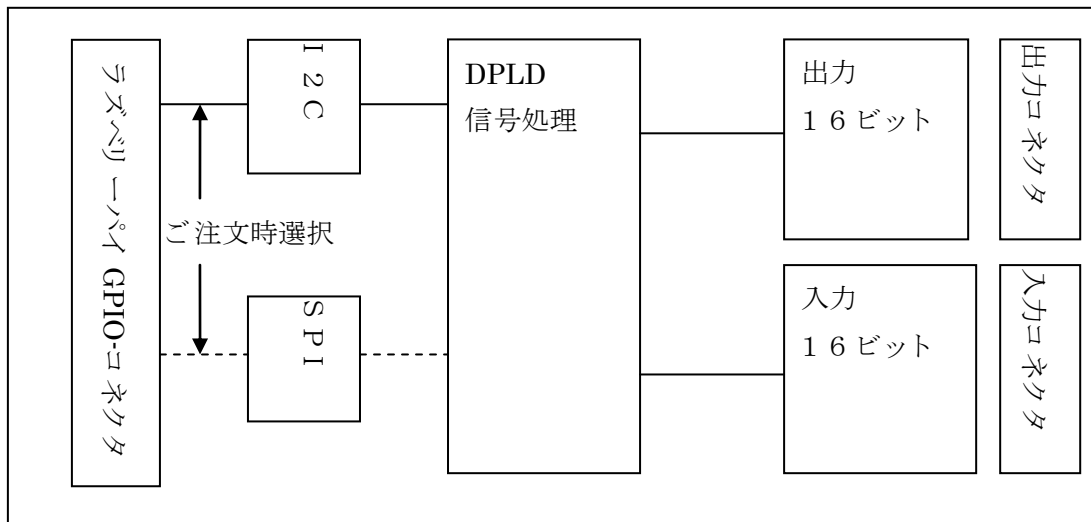 ラズベリーパイ GPIO-コネクタ
I２C
ご注文時選択
SPI
DPLD
信号処理
出力
１６ビット
出力コネクタ
入力
１６ビット
入力コネクタ